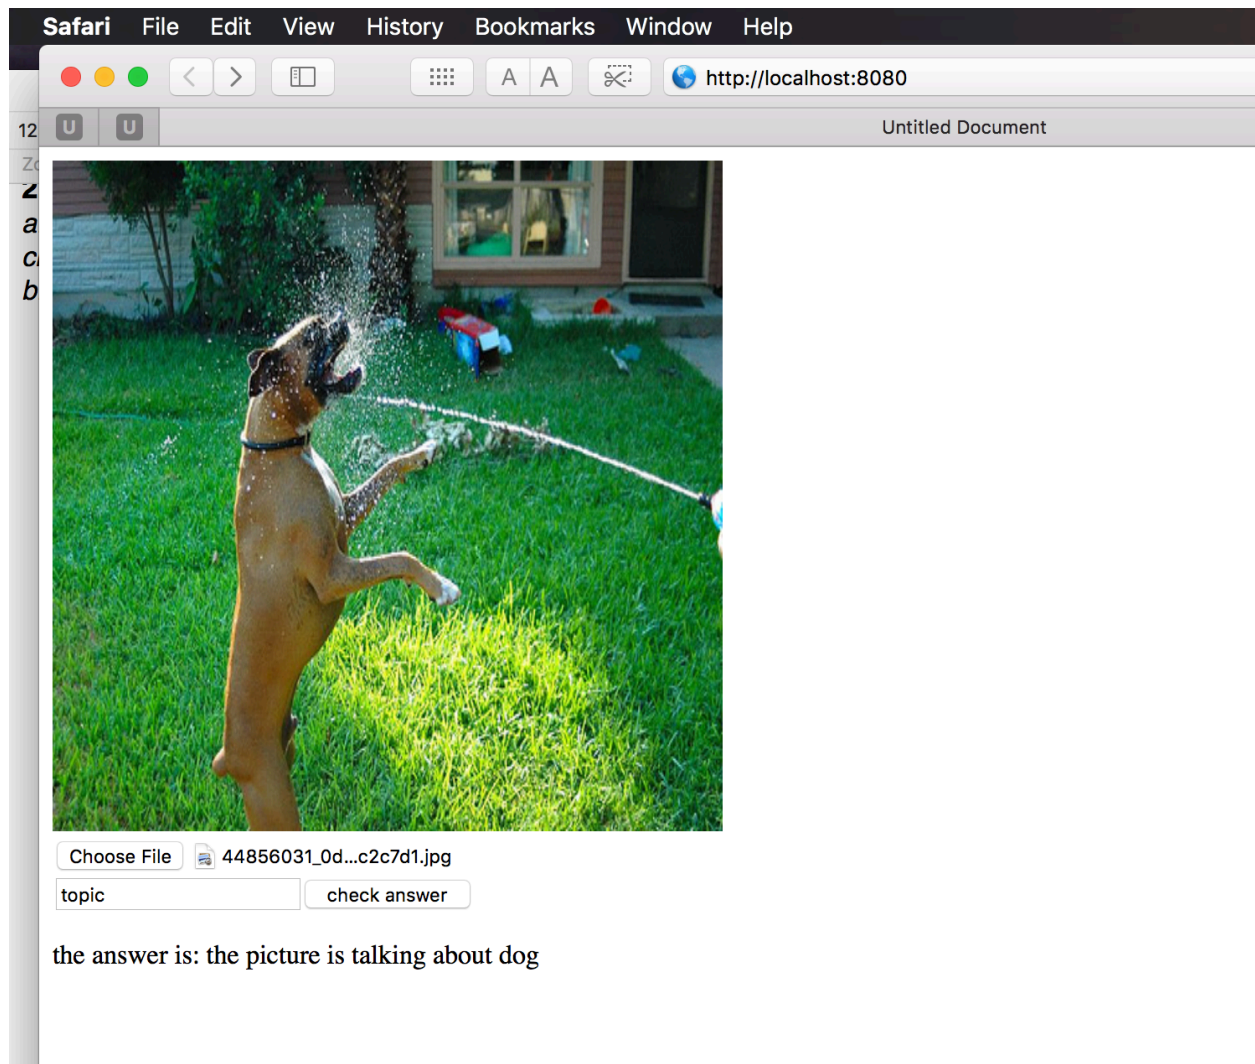 Safari File Edit View History Bookmarks Window Help
A A http://localhost:8080
12 U U Untitled Document
2
a
b
Choose File 44856031_0d...c2c7d1.jpg
topic check answer
the answer is: the picture is talking about dog